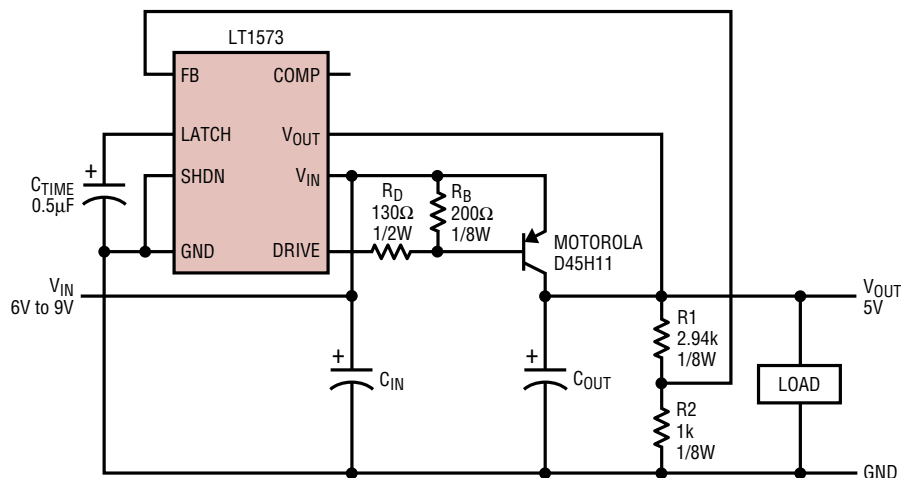 LT1573
FB
COMP
LATCH
VOUT
SHDN
VIN
GND
DRIVE
+
CTIME
0.5µF
RD
130Ω
1/2W
RB
200Ω
1/8W
MOTOROLA
D45H11
VIN
6V to 9V
VOUT
5V
+
CIN
+
COUT
R1
2.94k
1/8W
R2
1k
1/8W
LOAD
GND